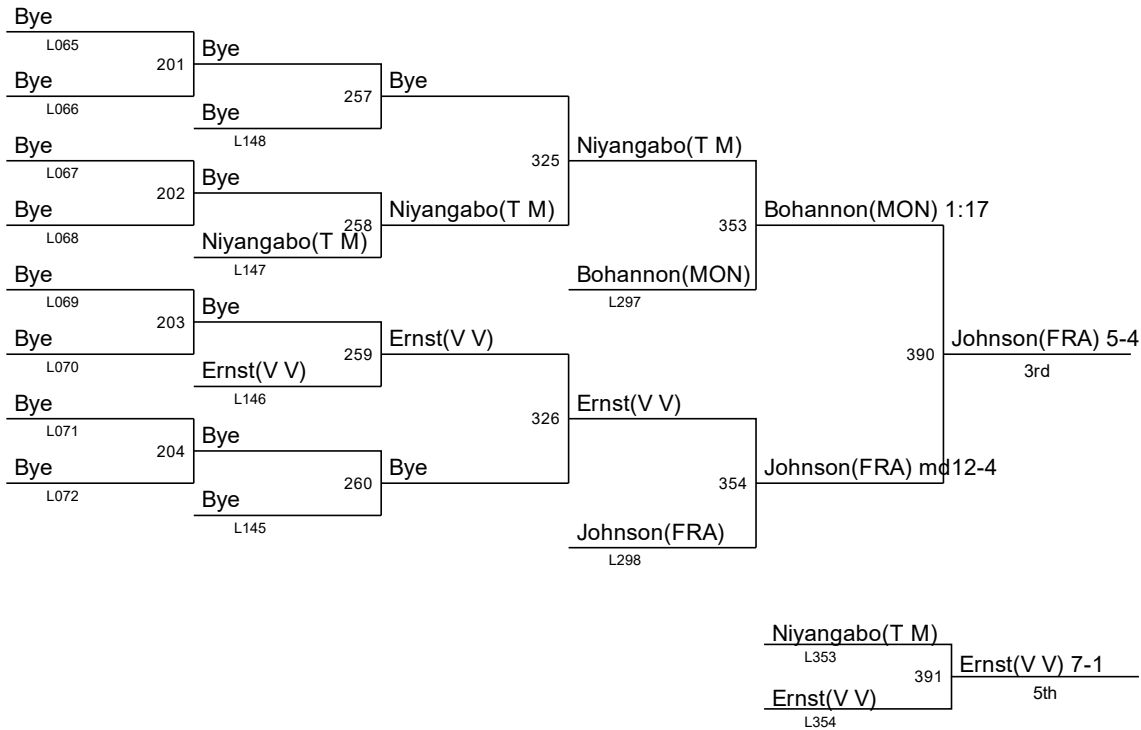 Bye
L065
201
Bye
Bye
L066
257
Bye
Bye
L148
Bye
L067
202
Bye
325
Niyangabo(T M)
Bye
L068
258
Niyangabo(T M)
Niyangabo(T M)
L147
353
Bohannon(MON) 1:17
Bye
L069
203
Bye
Bohannon(MON)
L297
Bye
L070
259
Ernst(V V)
Ernst(V V)
L146
390
Johnson(FRA) 5-4
3rd
Bye
L071
204
Bye
326
Ernst(V V)
Bye
L072
260
Bye
354
Johnson(FRA) md12-4
Bye
L145
Johnson(FRA)
L298
Niyangabo(T M)
L353
391
Ernst(V V) 7-1
5th
Ernst(V V)
L354